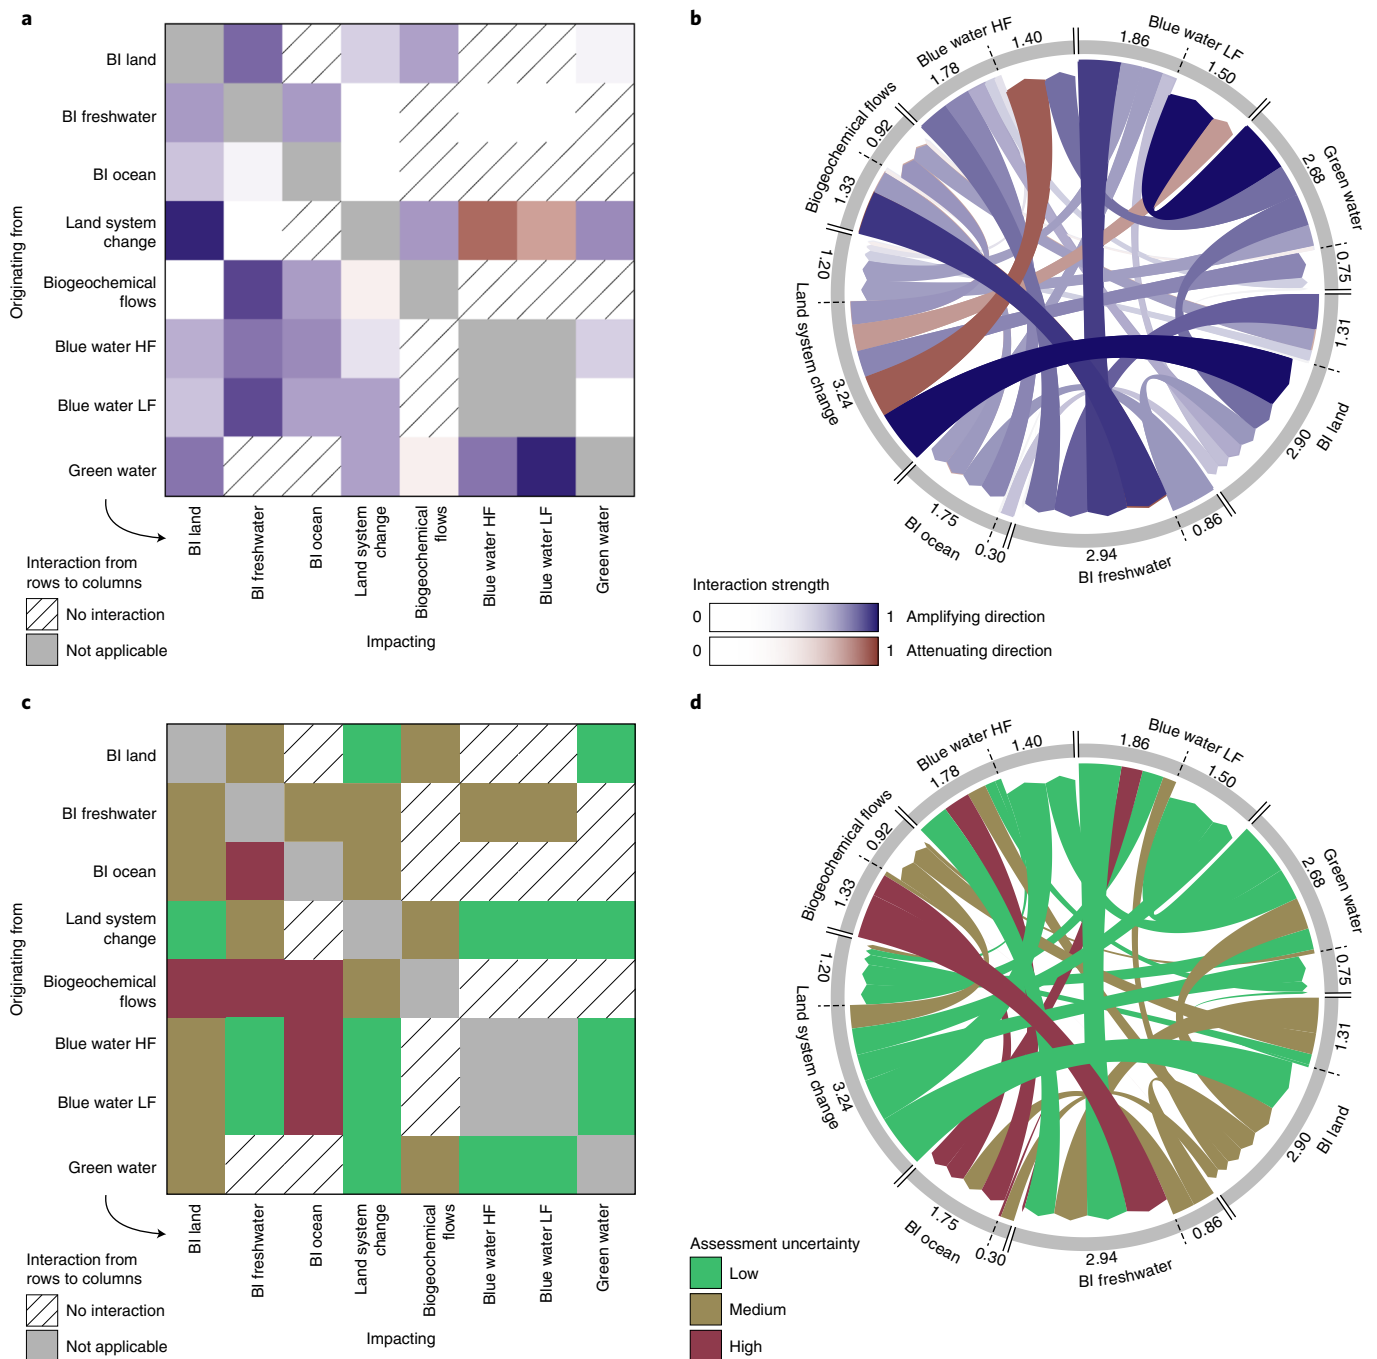 a
BI land
BI freshwater
BI ocean
Land system
change
Biogeochemical
flows
Blue water HF
Blue water LF
Green water
Originating from
BI land
BI freshwater
BI ocean
Land system
change
Biogeochemical
flows
Blue water HF
Blue water LF
Green water
Impacting
Interaction from
rows to columns
No interaction
Not applicable
b
Blue water HF
1.78
1.40
Blue water LF
1.86
1.50
Green water
2.68
0.75
BI land
1.31
2.90
BI freshwater
0.86
2.94
BI ocean
0.30
1.75
Land system change
3.24
1.20
Biogeochemical flows
1.33
0.92
Interaction strength
0 1 Amplifying direction
0 1 Attenuating direction
c
BI land
BI freshwater
BI ocean
Land system
change
Biogeochemical
flows
Blue water HF
Blue water LF
Green water
Originating from
BI land
BI freshwater
BI ocean
Land system
change
Biogeochemical
flows
Blue water HF
Blue water LF
Green water
Impacting
Interaction from
rows to columns
No interaction
Not applicable
d
Blue water HF
1.78
1.40
Blue water LF
1.86
1.50
Green water
2.68
0.75
BI land
1.31
2.90
BI freshwater
0.86
2.94
BI ocean
0.30
1.75
Land system change
3.24
1.20
Biogeochemical flows
1.33
0.92
Assessment uncertainty
Low
Medium
High